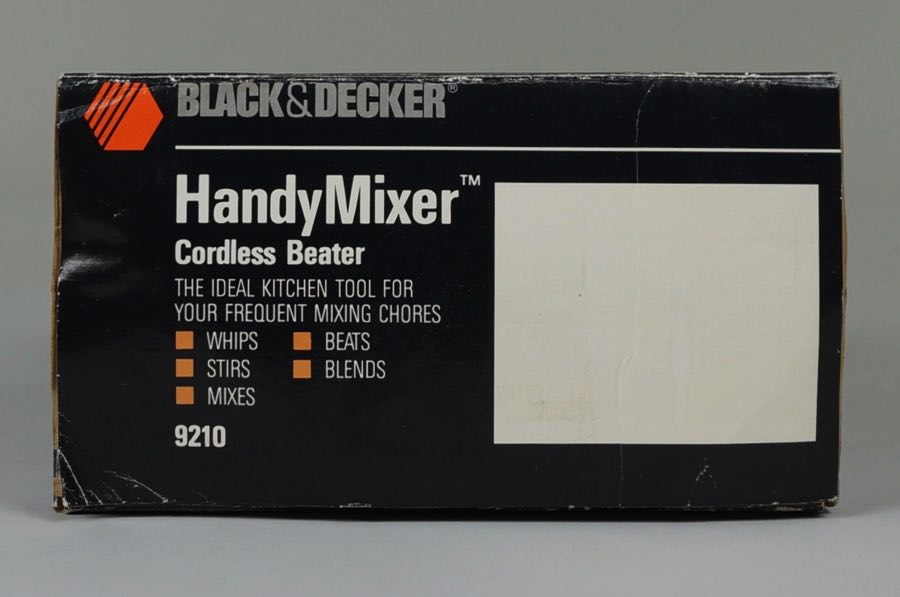 BLACK&DECKER®
HandyMixer™
Cordless Beater
THE IDEAL KITCHEN TOOL FOR
YOUR FREQUENT MIXING CHORES
WHIPS BEATS
STIRS BLENDS
MIXES
9210